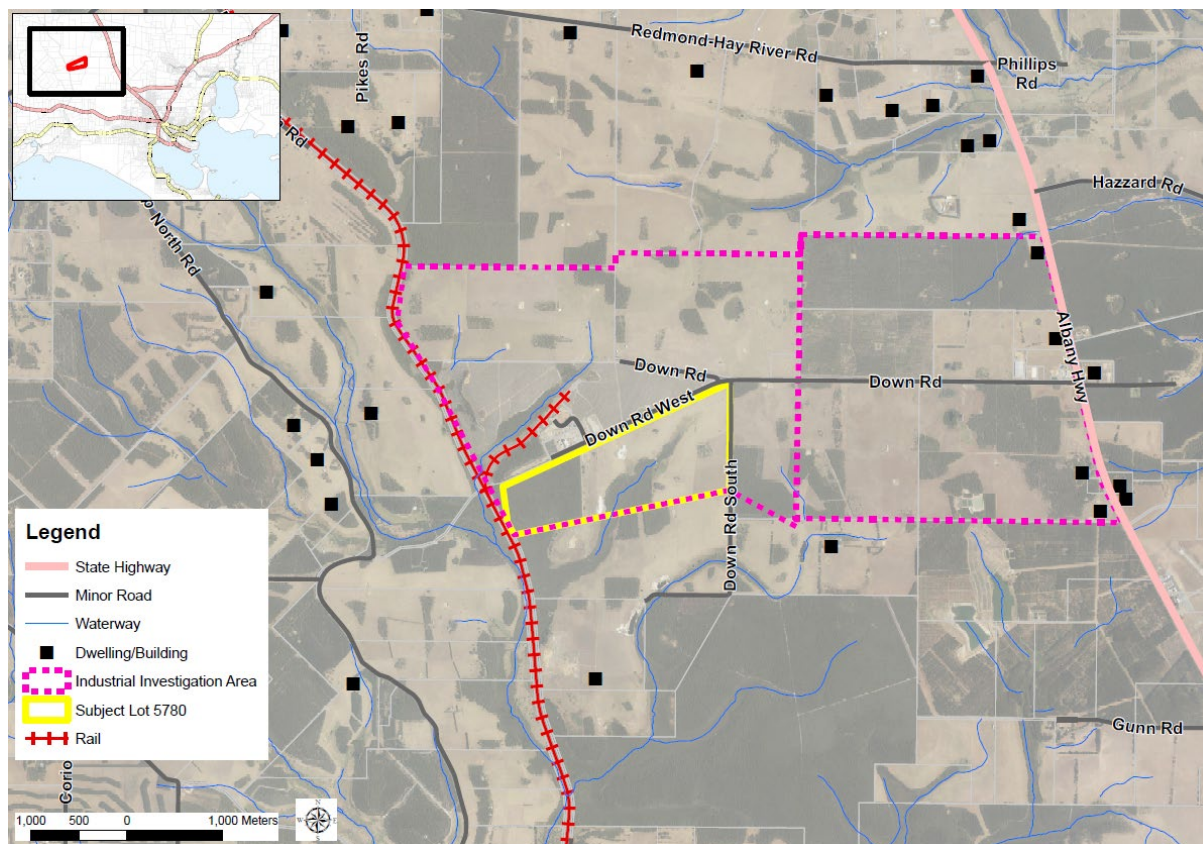 Redmond-Hay River Rd
Phillips
Rd
Pikes Rd
Rd
Hazzard Rd
North Rd
Albany Hwy
Down Rd
Down Rd
Down Rd West
Down Rd South
Gunn Rd
Legend
State Highway
Minor Road
Waterway
Dwelling/Building
Industrial Investigation Area
Subject Lot 5780
Rail
Corio
1,000 500 0 1,000 Meters
N
W
E
S